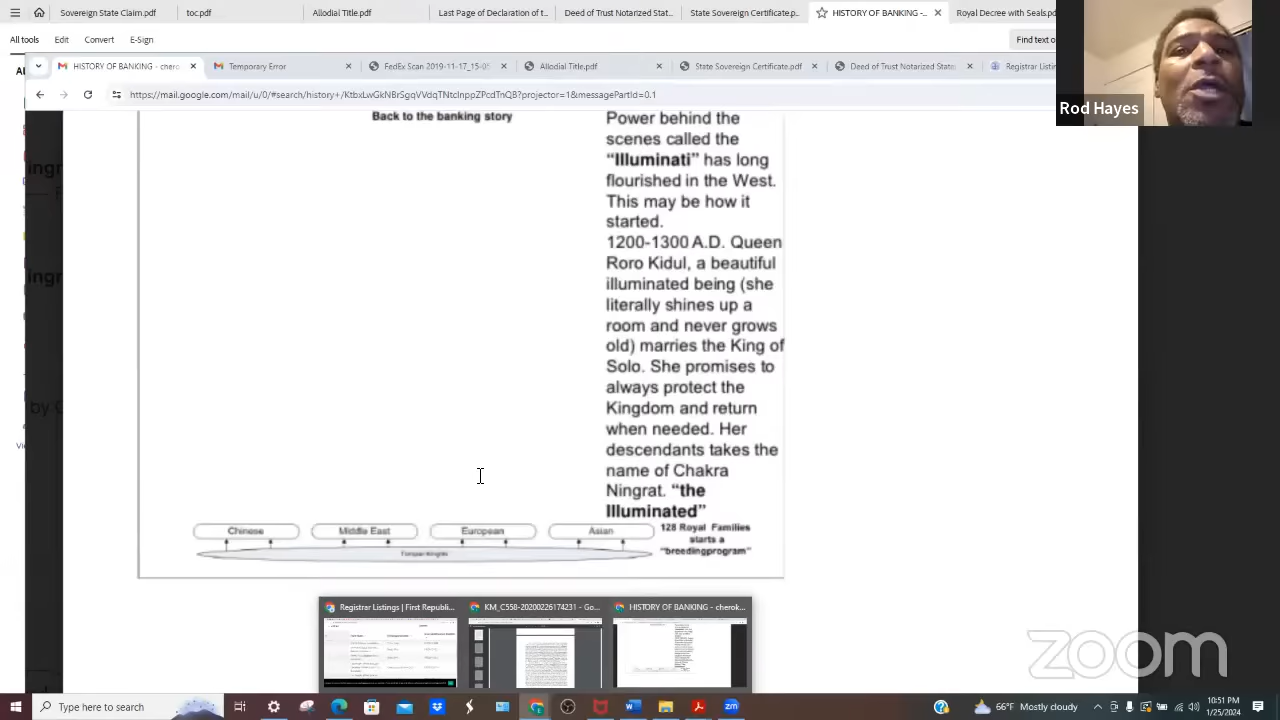 Sovereign State Claim.pdf
toc.pdf
Allodial Title.pdf
Last Page of Declaration of t...
Deed of Trust Notarized Stat...
State Sovereign Certificate.p...
HISTORY OF BANKING -...
Royal Decree with Seals.pd
All tools
Edit
Convert
E-Sign
Find text o
HISTORY OF BANKING - chero
Temporary Error
FedEx Scan 2019-11-17_15
Allodial Title.pdf
State Sovereign Certificate.pdf
Deed of Trust Notarized State
Registrar Listing
https://mail.google.com/mail/u/0/#search/history+/KtbxLwGkNBrSgqVVdqTNtclnppZPcdTmDt?projector=1&messagePartId=0.1
Rod Hayes
Back to the banking story
Power behind the
scenes called the
“Illuminati” has long
flourished in the West.
This may be how it
started.
1200-1300 A.D. Queen
Roro Kidul, a beautiful
illuminated being (she
literally shines up a
room and never grows
old) marries the King of
Solo. She promises to
always protect the
Kingdom and return
when needed. Her
descendants takes the
name of Chakra
Ningrat. “the
Illuminated”
Chinese
Middle East
European
Asian
128 Royal Families
starts a
"breedingprogram"
Registrar Listings | First Republi...
KM_C558-20200226174231 - Go...
HISTORY OF BANKING - cherok...
zoom
Type here to search
66°F Mostly cloudy
10:51 PM
1/25/2024